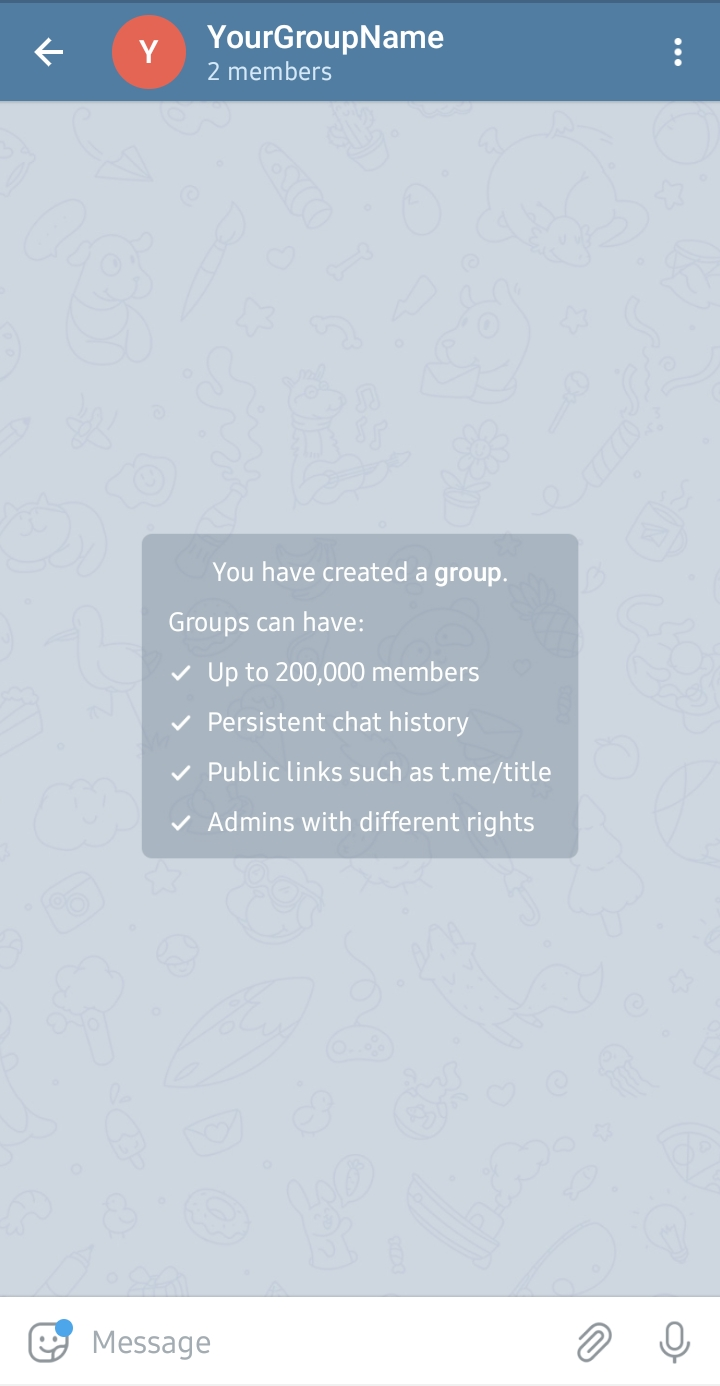 Y
YourGroupName
2 members
You have created a group.
Groups can have:
Up to 200,000 members
Persistent chat history
Public links such as t.me/title
Admins with different rights
Message